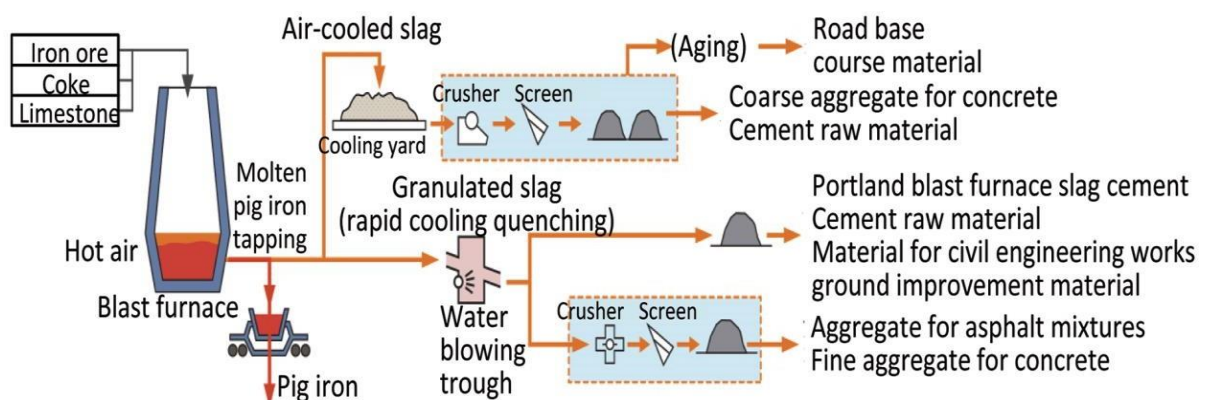 Iron ore
Coke
Limestone
Hot air
Blast furnace
Molten
pig iron
tapping
Pig iron
Air-cooled slag
Cooling yard
Crusher
Screen
(Aging)
Road base
course material
Coarse aggregate for concrete
Cement raw material
Granulated slag
(rapid cooling quenching)
Water
blowing
trough
Portland blast furnace slag cement
Cement raw material
Material for civil engineering works
ground improvement material
Crusher
Screen
Aggregate for asphalt mixtures
Fine aggregate for concrete